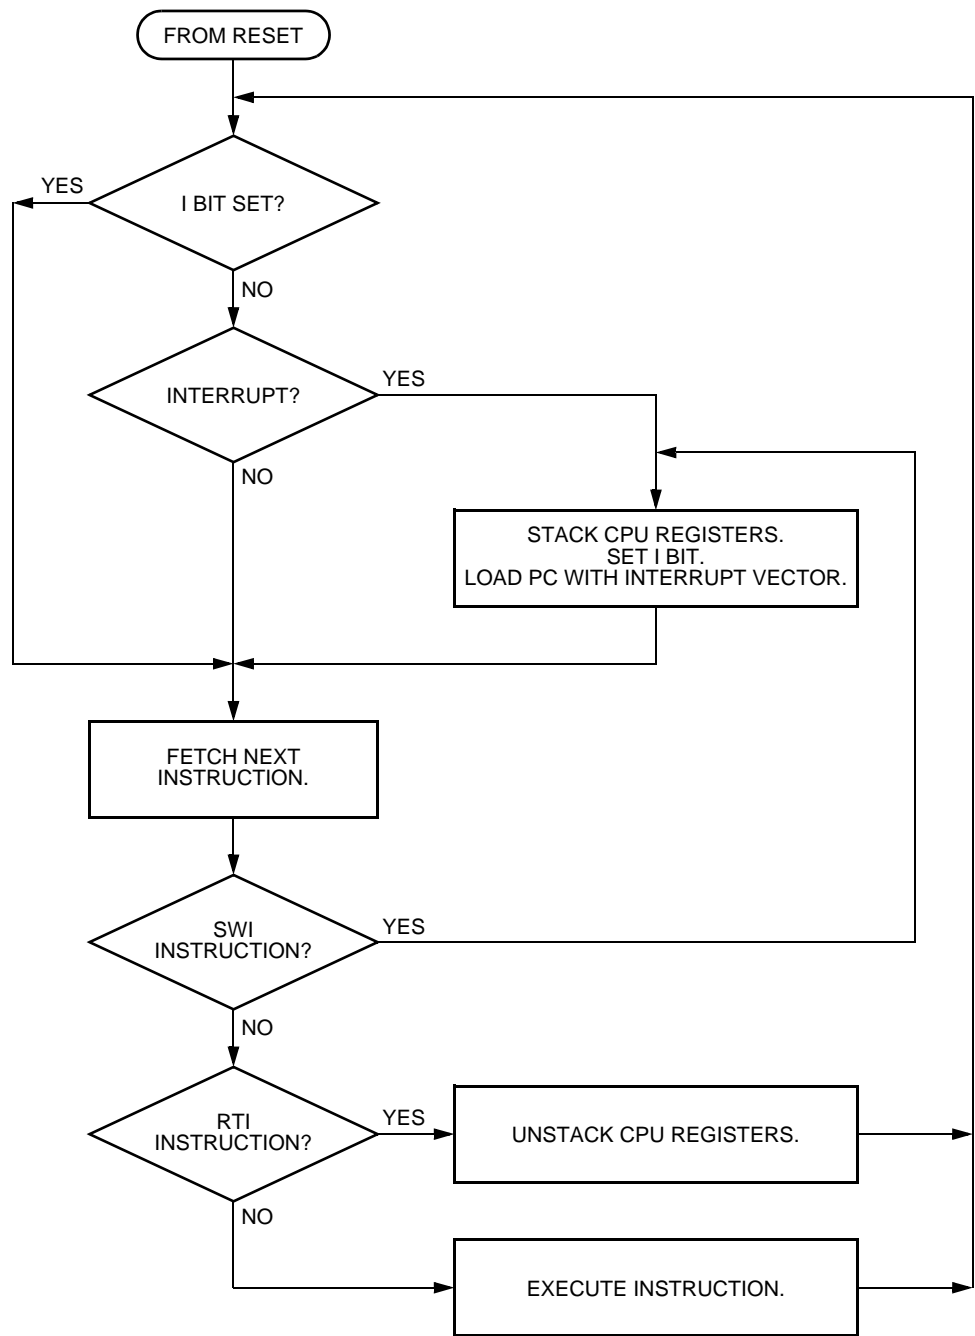 FROM RESET
YES
I BIT SET?
NO
INTERRUPT?
YES
NO
STACK CPU REGISTERS.
SET I BIT.
LOAD PC WITH INTERRUPT VECTOR.
FETCH NEXT
INSTRUCTION.
SWI
INSTRUCTION?
YES
NO
RTI
INSTRUCTION?
YES
UNSTACK CPU REGISTERS.
NO
EXECUTE INSTRUCTION.